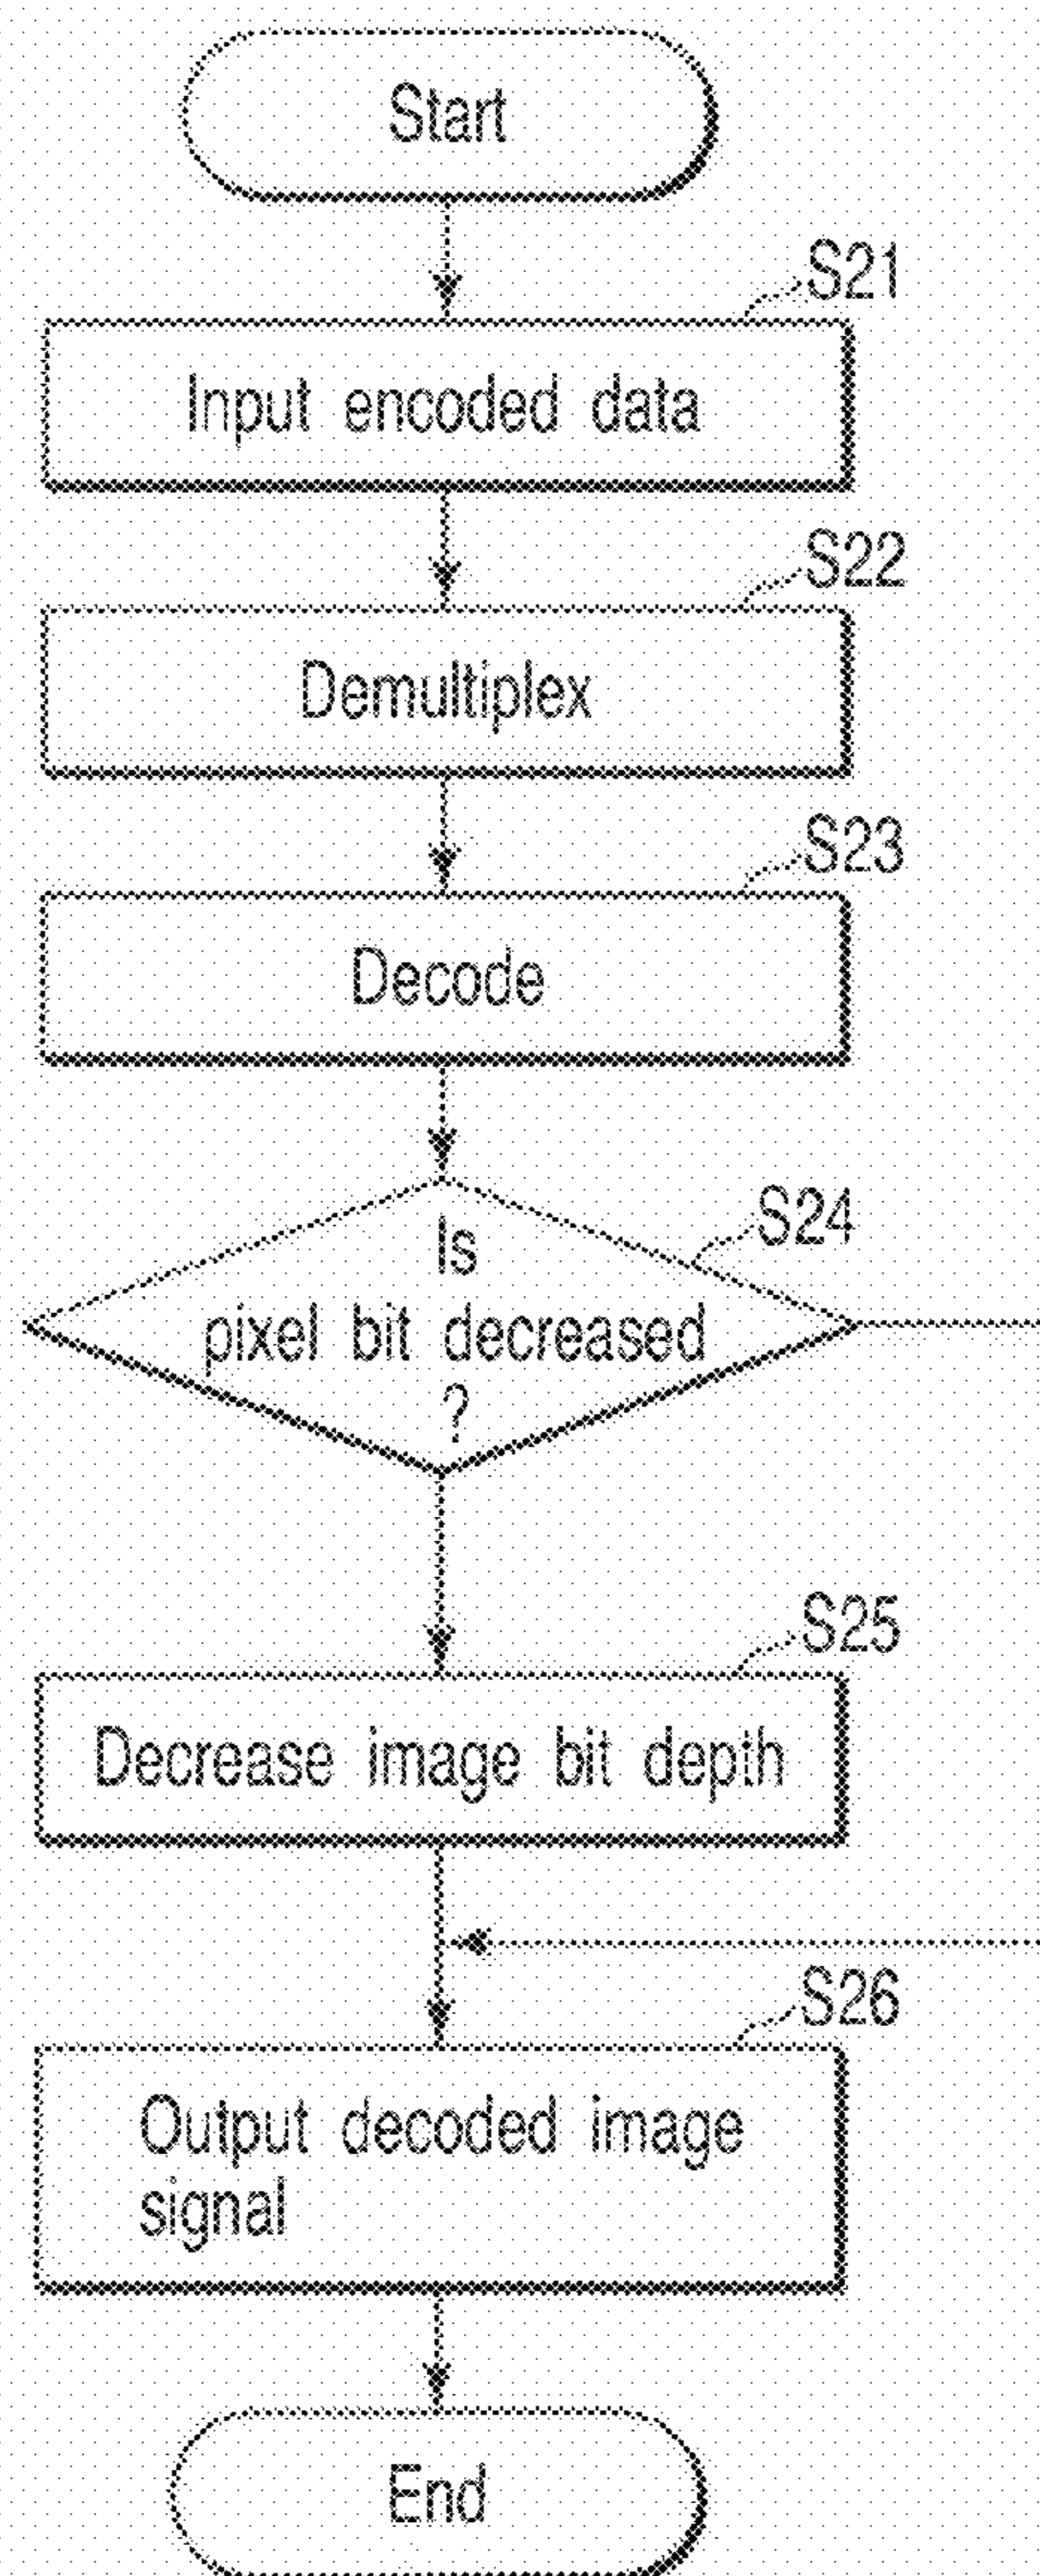 Start
S21
Input encoded data
S22
Demultiplex
S23
Decode
S24
Is
pixel bit decreased
?
S25
Decrease image bit depth
S26
Output decoded image
signal
End